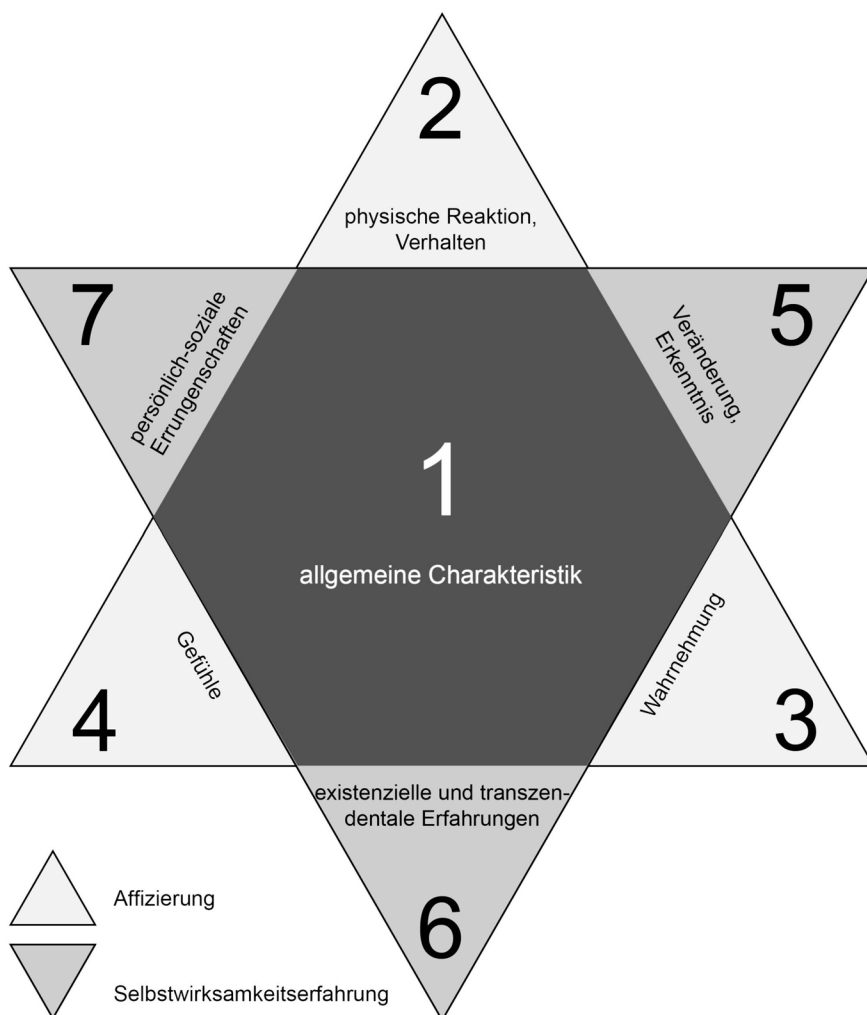 2
physische Reaktion,
Verhalten
7
persönlich-soziale
Errungenschaften
5
Veränderung,
Erkenntnis
1
allgemeine Charakteristik
4
Gefühle
3
Wahrnehmung
existenzielle und transzen-
dentale Erfahrungen
6
Affizierung
Selbstwirksamkeitserfahrung